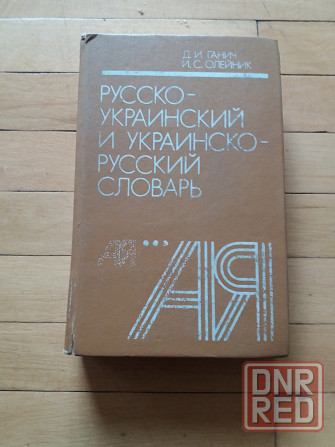 Д. И. ГАНИЧ
И. С. ОЛЕЙНИК
РУССКО-
УКРАИНСКИЙ
И УКРАИНСКО-
РУССКИЙ
СЛОВАРЬ
АЯ...АЯ
DNR
RED